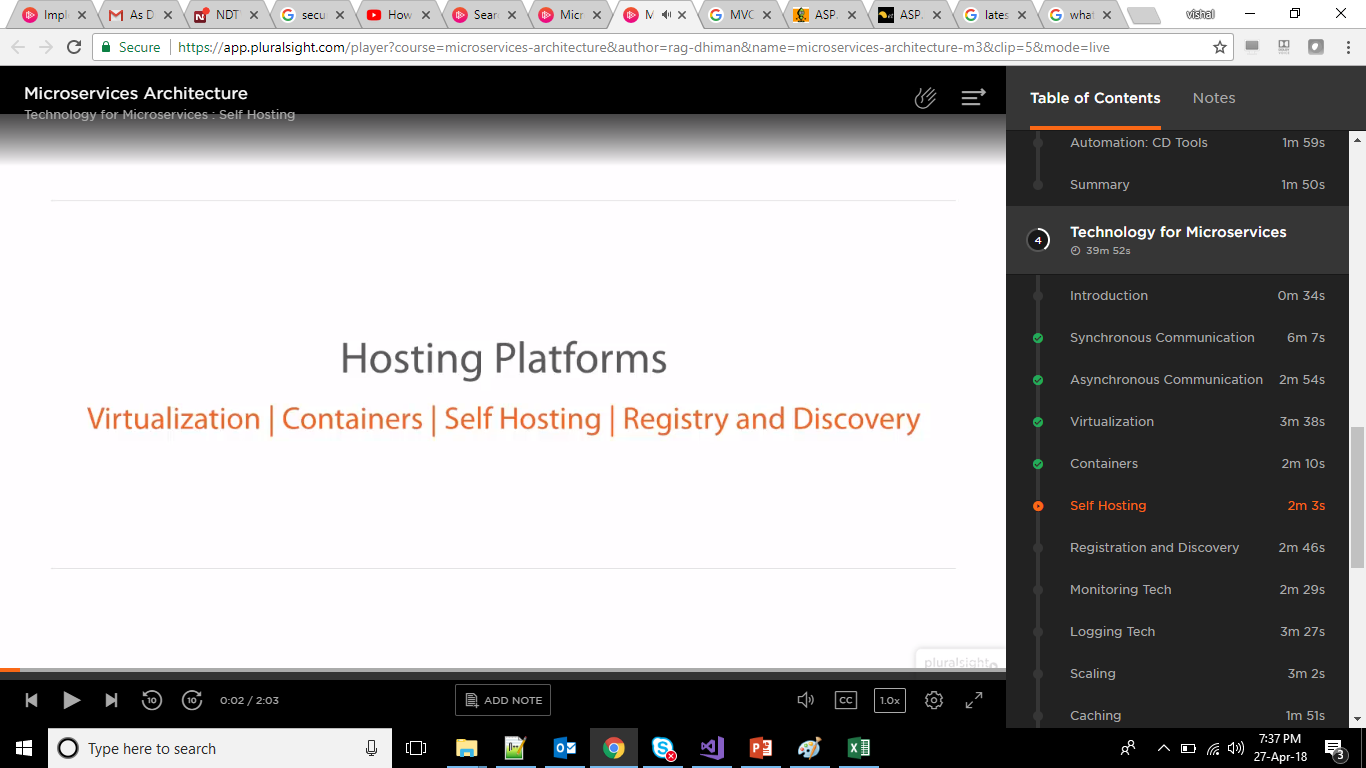 Impl
As D
NDT
secu
How
Sear
Micr
M
MVC
ASP.
ASP.
lates
what
vishal
Secure
https://app.pluralsight.com/player?course=microservices-architecture&author=rag-dhiman&name=microservices-architecture-m3&clip=5&mode=live
Microservices Architecture
Technology for Microservices : Self Hosting
Hosting Platforms
Virtualization | Containers | Self Hosting | Registry and Discovery
pluralsight
0:02 / 2:03
ADD NOTE
CC
1.0x
Table of Contents Notes
Automation: CD Tools 1m 59s
Summary 1m 50s
4 Technology for Microservices
39m 52s
Introduction 0m 34s
Synchronous Communication 6m 7s
Asynchronous Communication 2m 54s
Virtualization 3m 38s
Containers 2m 10s
Self Hosting 2m 3s
Registration and Discovery 2m 46s
Monitoring Tech 2m 29s
Logging Tech 3m 27s
Scaling 3m 2s
Caching 1m 51s
Type here to search
7:37 PM
27-Apr-18
3